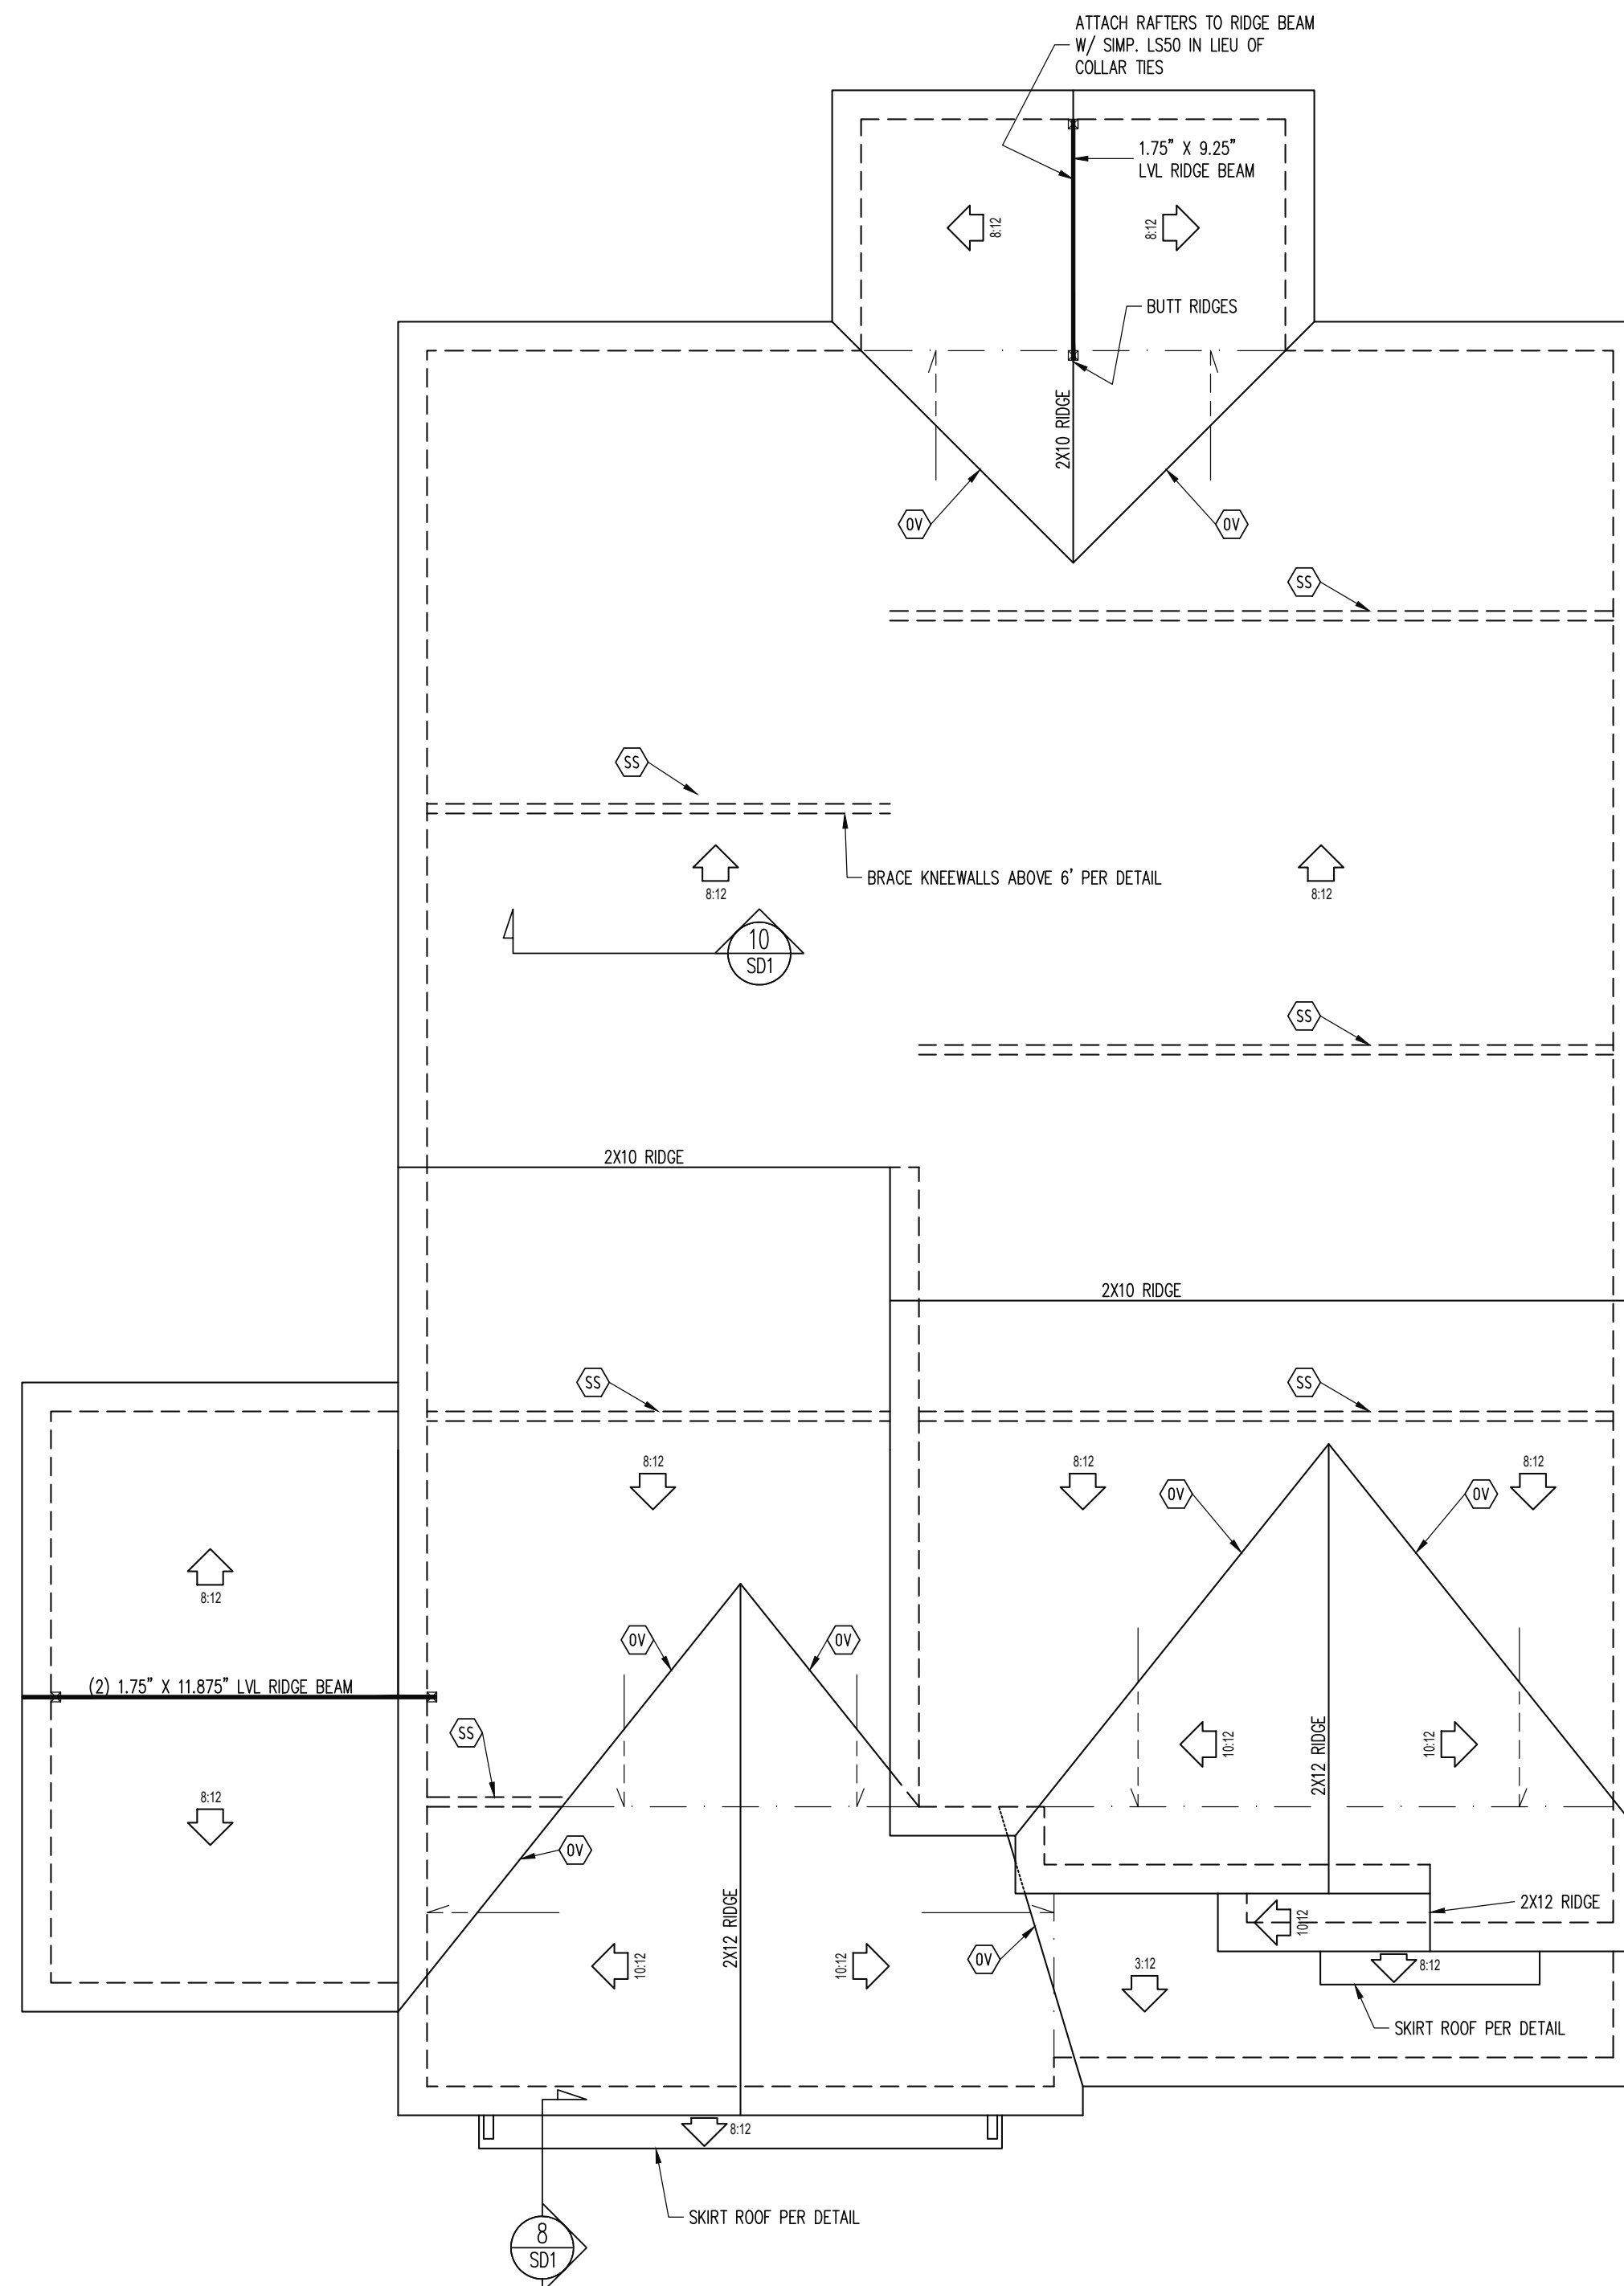 ATTACH RAFTERS TO RIDGE BEAM
W/ SIMP. LS50 IN LIEU OF
COLLAR TIES
1.75" X 9.25"
LVL RIDGE BEAM
8:12
8:12
BUTT RIDGES
2X10 RIDGE
OV
OV
SS
SS
BRACE KNEEWALLS ABOVE 6' PER DETAIL
8:12
8:12
10
SD1
SS
2X10 RIDGE
2X10 RIDGE
SS
SS
8:12
8:12
8:12
OV
OV
8:12
OV
OV
(2) 1.75" X 11.875" LVL RIDGE BEAM
SS
10:12
10:12
2X12 RIDGE
8:12
OV
2X12 RIDGE
2X12 RIDGE
10:12
OV
10:12
10:12
3:12
8:12
SKIRT ROOF PER DETAIL
8:12
SKIRT ROOF PER DETAIL
8
SD1